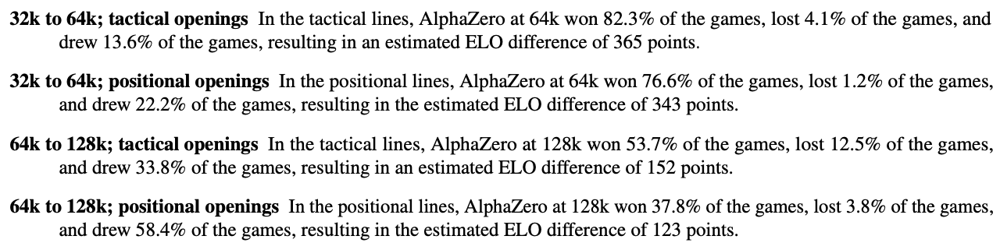 32k to 64k; tactical openings In the tactical lines, AlphaZero at 64k won 82.3% of the games, lost 4.1% of the games, and
drew 13.6% of the games, resulting in an estimated ELO difference of 365 points.
32k to 64k; positional openings In the positional lines, AlphaZero at 64k won 76.6% of the games, lost 1.2% of the games,
and drew 22.2% of the games, resulting in the estimated ELO difference of 343 points.
64k to 128k; tactical openings In the tactical lines, AlphaZero at 128k won 53.7% of the games, lost 12.5% of the games,
and drew 33.8% of the games, resulting in an estimated ELO difference of 152 points.
64k to 128k; positional openings In the positional lines, AlphaZero at 128k won 37.8% of the games, lost 3.8% of the games,
and drew 58.4% of the games, resulting in the estimated ELO difference of 123 points.